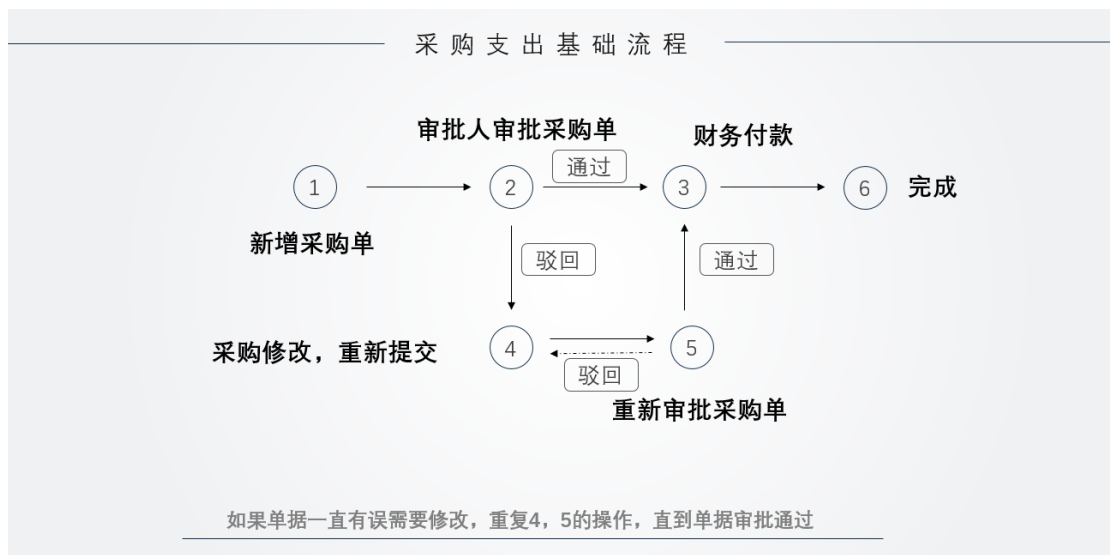 采购支出基础流程
审批人审批采购单
财务付款
通过
1
2
3
6
完成
新增采购单
驳回
通过
采购修改，重新提交
4
5
驳回
重新审批采购单
如果单据一直有误需要修改，重复4，5的操作，直到单据审批通过